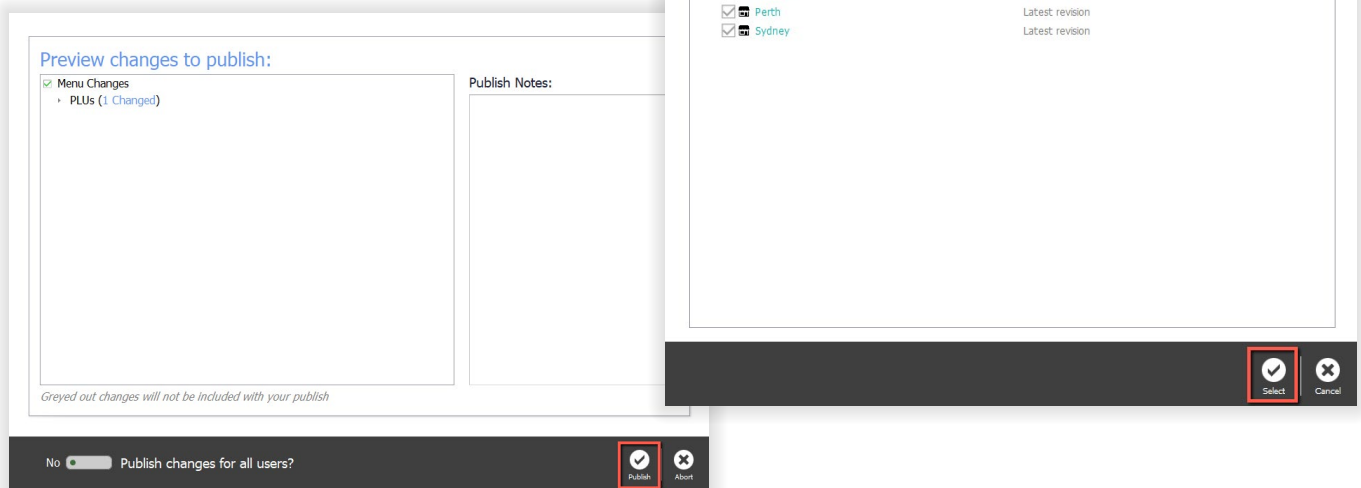 Preview changes to publish:
Menu Changes
PLUs (1 Changed)
Publish Notes:
Greyed out changes will not be included with your publish
No
Publish changes for all users?
Publish
Abort
Perth Latest revision
Sydney Latest revision
Select
Cancel